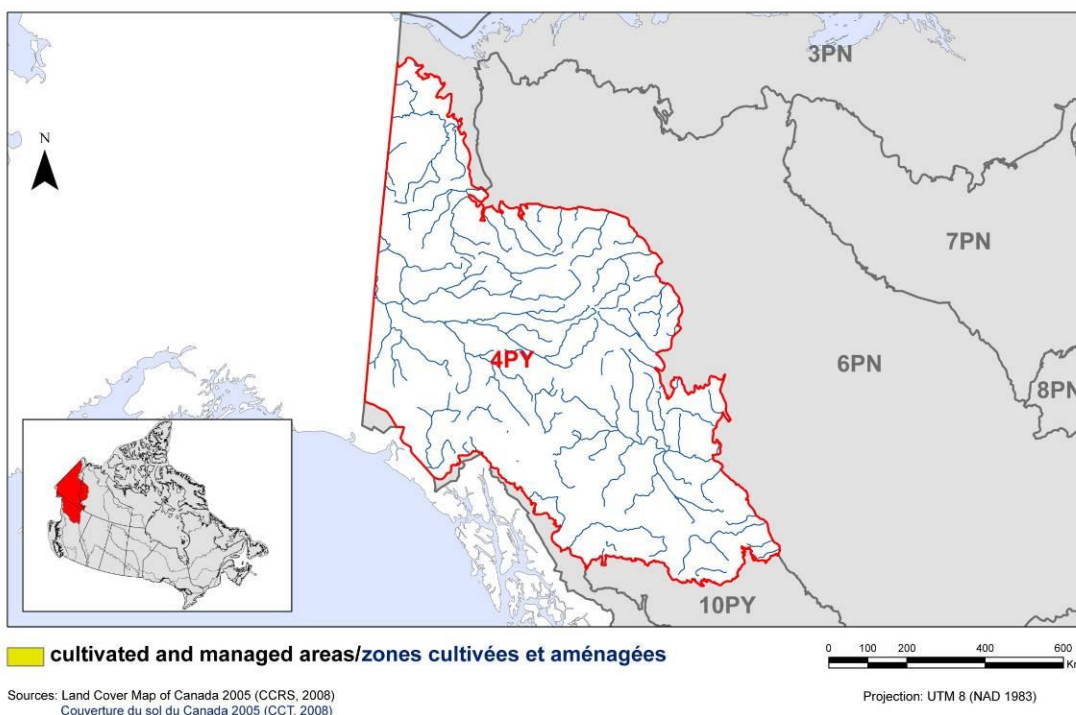 3PN
N
7PN
4PY
6PN
8PN
10PY
cultivated and managed areas/zones cultivées et aménagées
0 100 200 400 600
Km
Sources: Land Cover Map of Canada 2005 (CCRS, 2008)
Couverture du sol du Canada 2005 (CCT, 2008)
Projection: UTM 8 (NAD 1983)